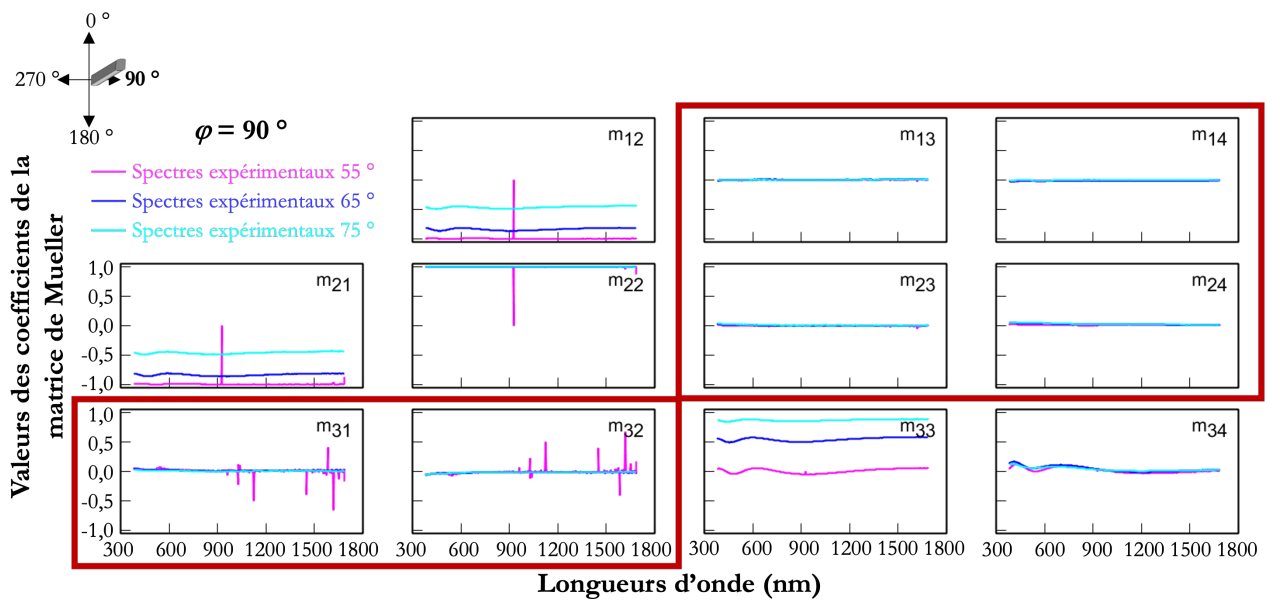 0 °
270 °
90 °
180 °
φ = 90 °
Spectres expérimentaux 55 °
Spectres expérimentaux 65 °
Spectres expérimentaux 75 °
Valeurs des coefficients de la
matrice de Mueller
m12
m13
m14
1,0
0,5
0,0
-0,5
-1,0
m21
m22
m23
m24
1,0
0,5
0,0
-0,5
-1,0
m31
m32
m33
m34
300 600 900 1200 1500 1800
300 600 900 1200 1500 1800
300 600 900 1200 1500 1800
300 600 900 1200 1500 1800
Longueurs d’onde (nm)